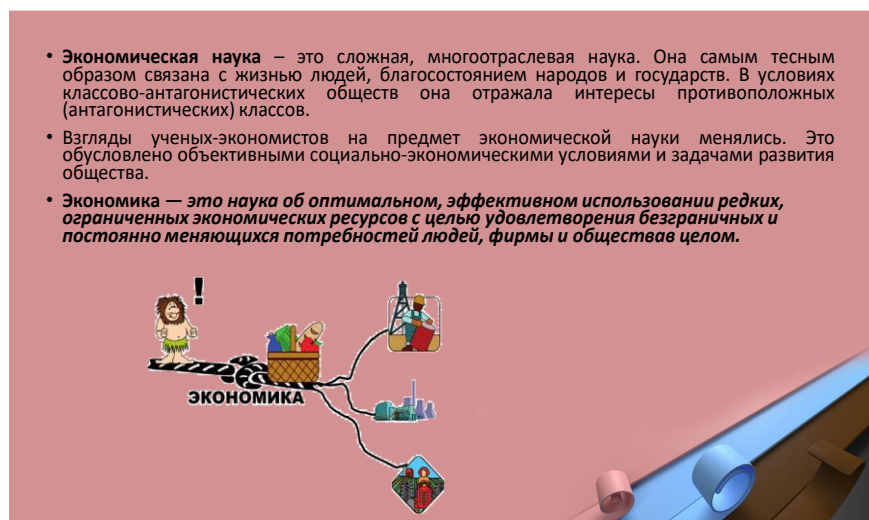 • Экономическая наука – это сложная, многоотраслевая наука. Она самым тесным
образом связана с жизнью людей, благосостоянием народов и государств. В условиях
классово-антагонистических обществ она отражала интересы противоположных
(антагонистических) классов.
• Взгляды ученых-экономистов на предмет экономической науки менялись. Это
обусловлено объективными социально-экономическими условиями и задачами развития
общества.
• Экономика — это наука об оптимальном, эффективном использовании редких,
ограниченных экономических ресурсов с целью удовлетворения безграничных и
постоянно меняющихся потребностей людей, фирмы и обществав целом.
!
ЭКОНОМИКА